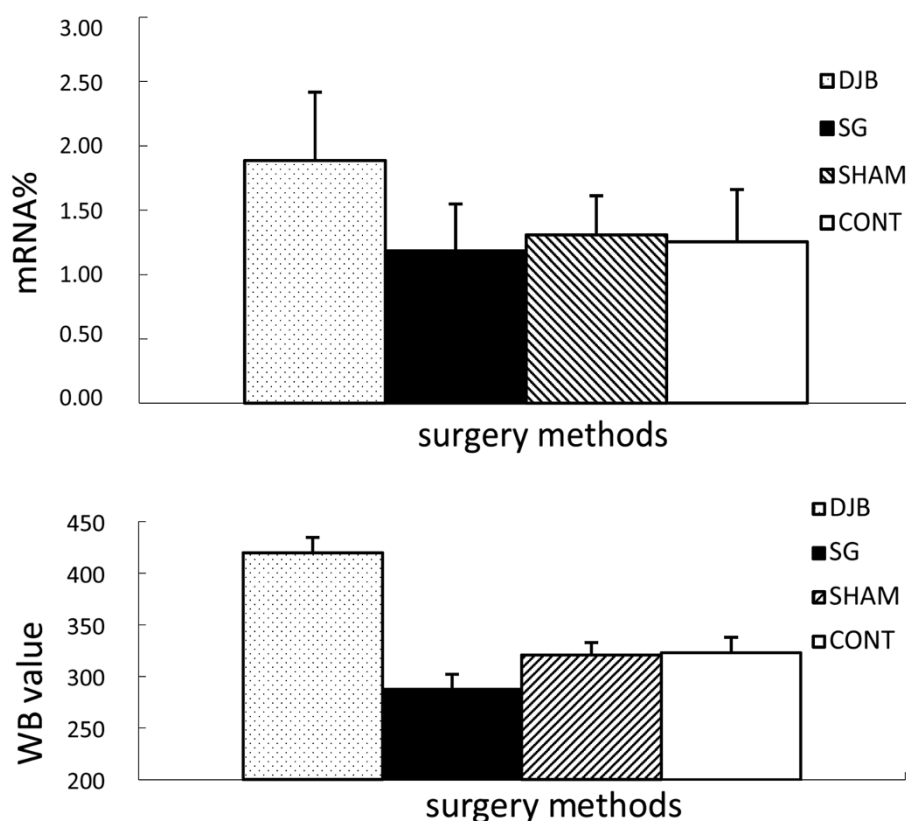 3.00
2.50
2.00
1.50
1.00
0.50
0.00
mRNA%
DJB
SG
SHAM
CONT
surgery methods
450
400
350
300
250
200
WB value
DJB
SG
SHAM
CONT
surgery methods